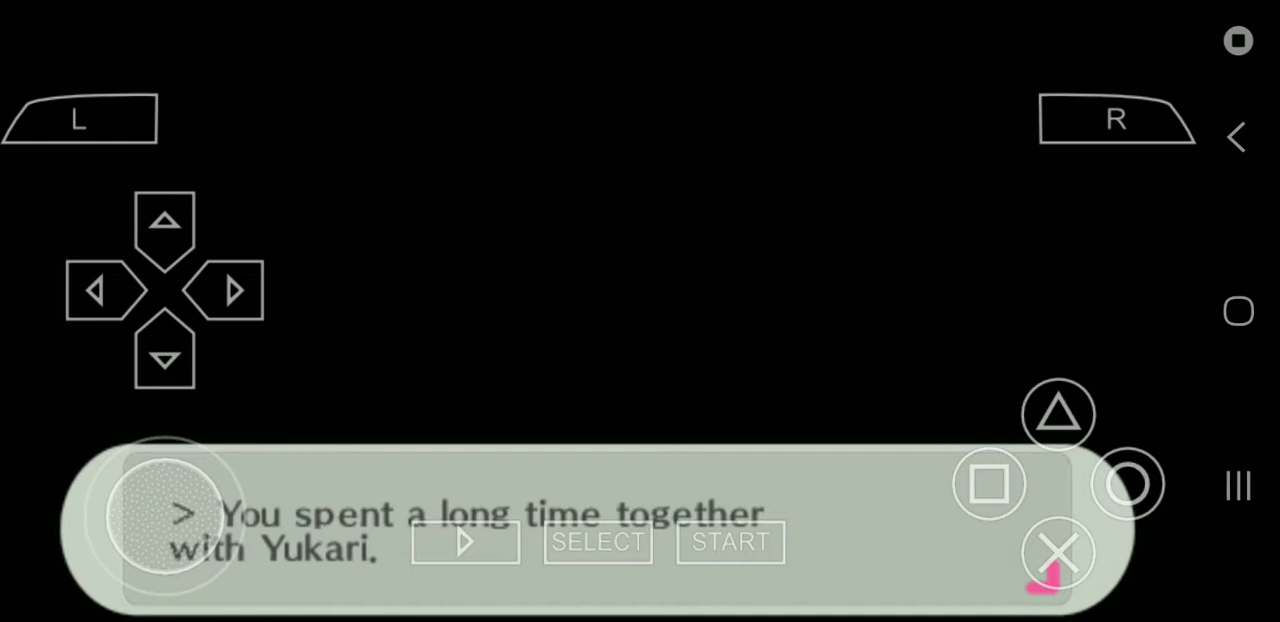 L
R
> You spent a long time together
with Yukari.
SELECT
START